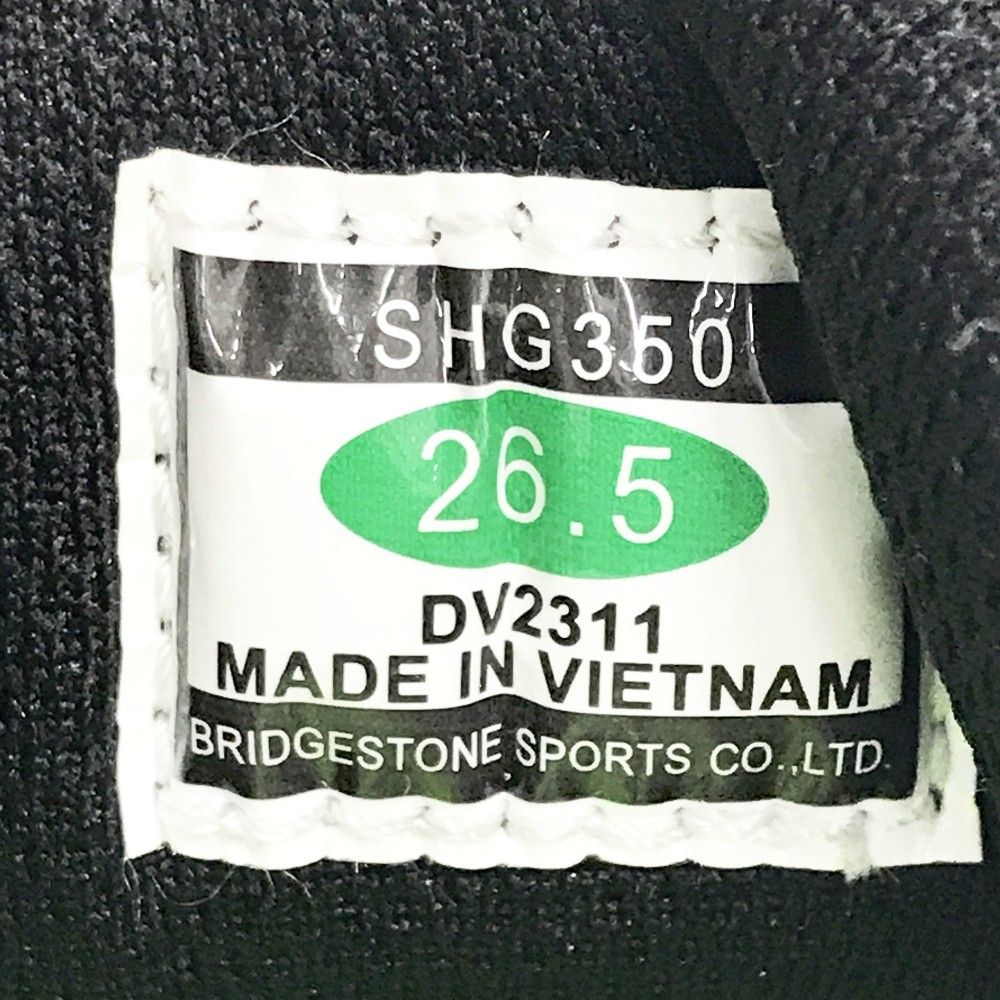 SHG350
26.5
DV2311
MADE IN VIETNAM
BRIDGESTONE SPORTS CO.,LTD.